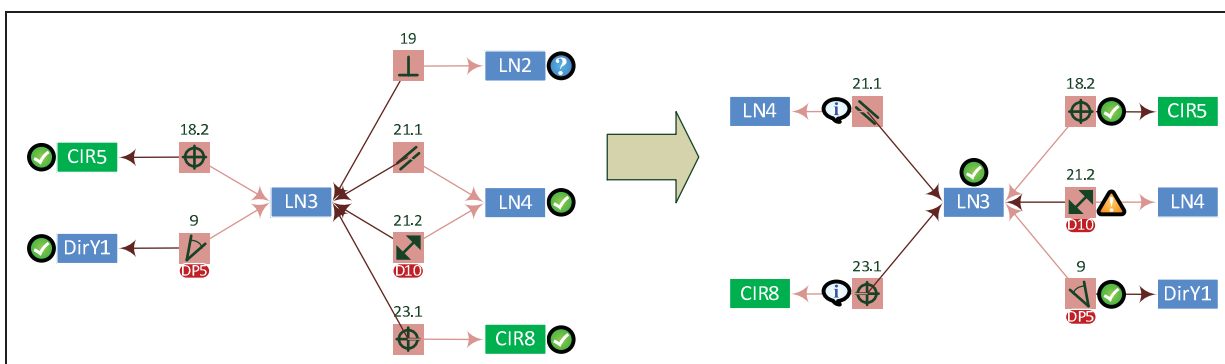 19
LN2
?
18.2
CIR5
21.1
LN3
LN4
9
DirY1
DP5
21.2
D10
23.1
CIR8
21.1
LN4
i
18.2
CIR5
LN3
21.2
LN4
!
D10
23.1
CIR8
i
9
DirY1
DP5